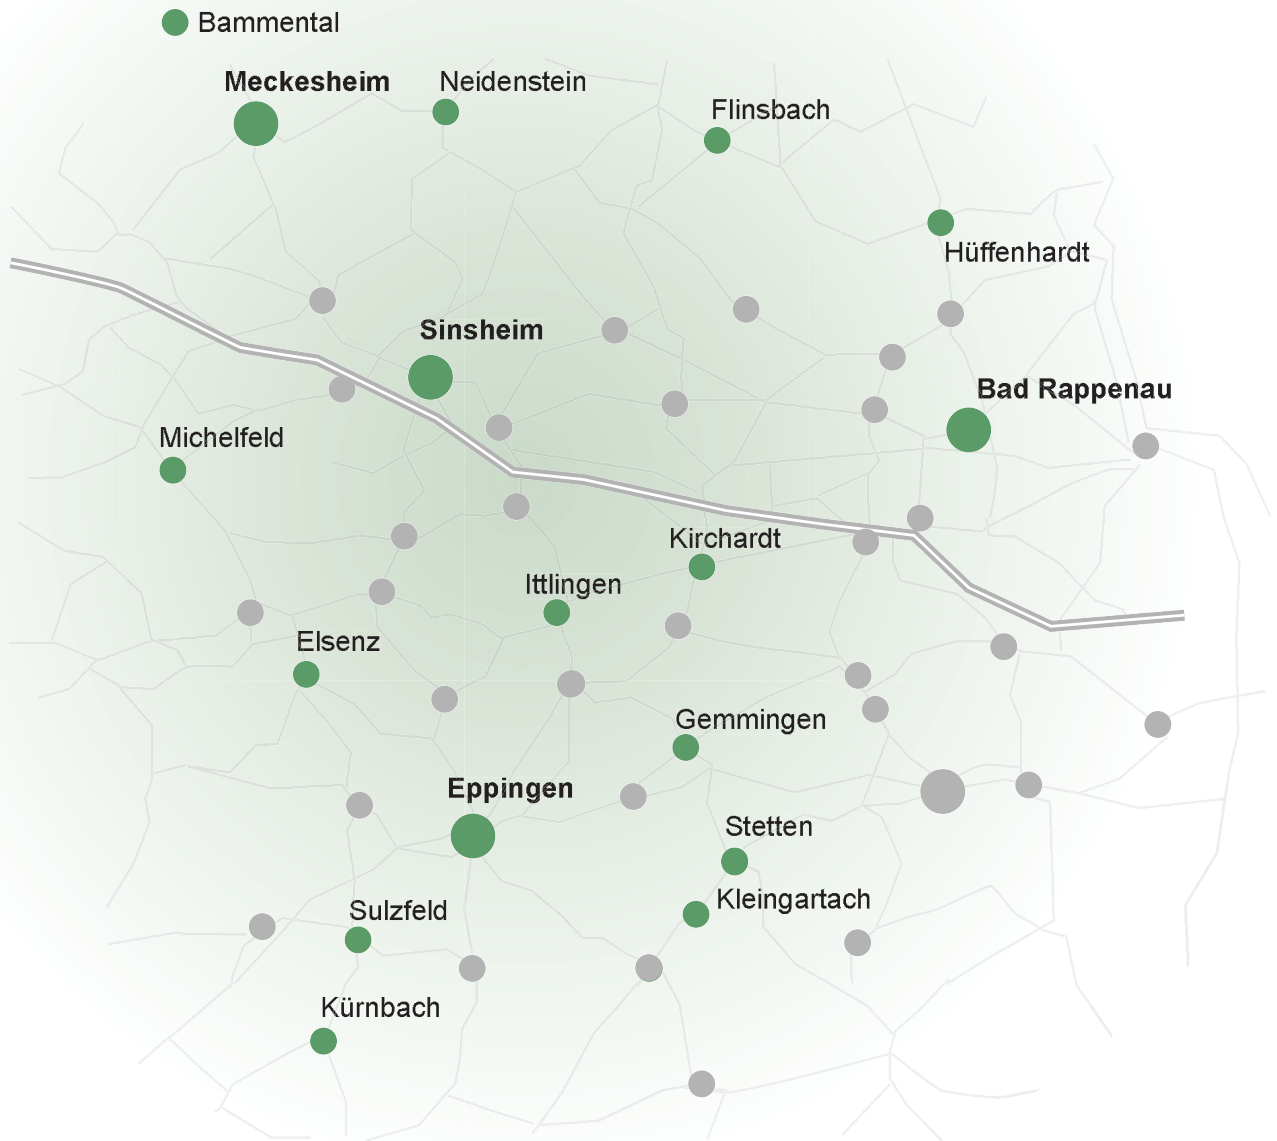 Bammental
Meckesheim
Neidenstein
Flinsbach
Hüffenhardt
Sinsheim
Bad Rappenau
Michelfeld
Kirchardt
Ittlingen
Elsenz
Gemmingen
Eppingen
Stetten
Kleingartach
Sulzfeld
Kürnbach